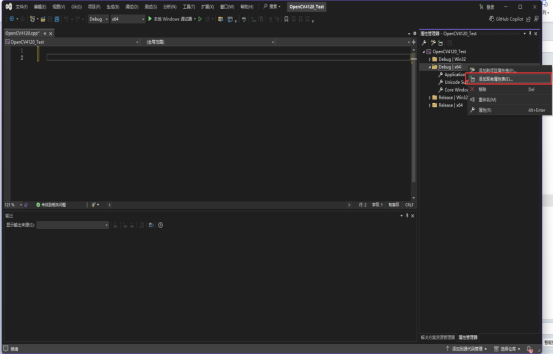 文件(F) 编辑(E) 视图(V) Git(G) 项目(P) 生成(B) 调试(D) 测试(S) 分析(N) 工具(T) 扩展(X) 窗口(W) 帮助(H) 搜索 OpenCV4120_Test 登录
Debug x64 本地 Windows 调试器 GitHub Copilot
OpenCV4120.cpp 属性管理器 - OpenCV4120_Test
OpenCV4120_Test (全局范围)
1
2
OpenCV4120_Test
Debug | Win32
Debug | x64
Application
Unicode Su
Core Window
Release | Win32
Release | x64
添加新项目属性表(P)...
添加现有属性表(E)...
移除 Del
重命名(M)
属性(R) Alt+Enter
121 % 未找到相关问题 行: 2 字符: 1 CRLF
输出
显示输出来源(S):
解决方案资源管理器 属性管理器
就绪 添加到源代码管理 选择仓库